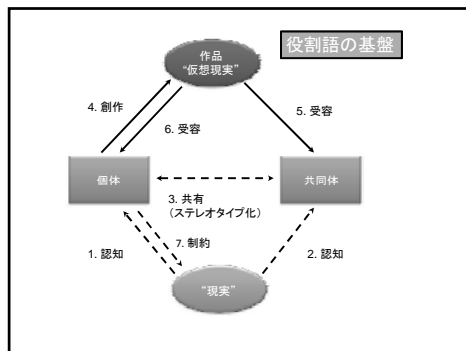 役割語の基盤
作品
“仮想現実”
4. 創作
5. 受容
6. 受容
個体
3. 共有
（ステレオタイプ化）
共同体
7. 制約
1. 認知
2. 認知
“現実”